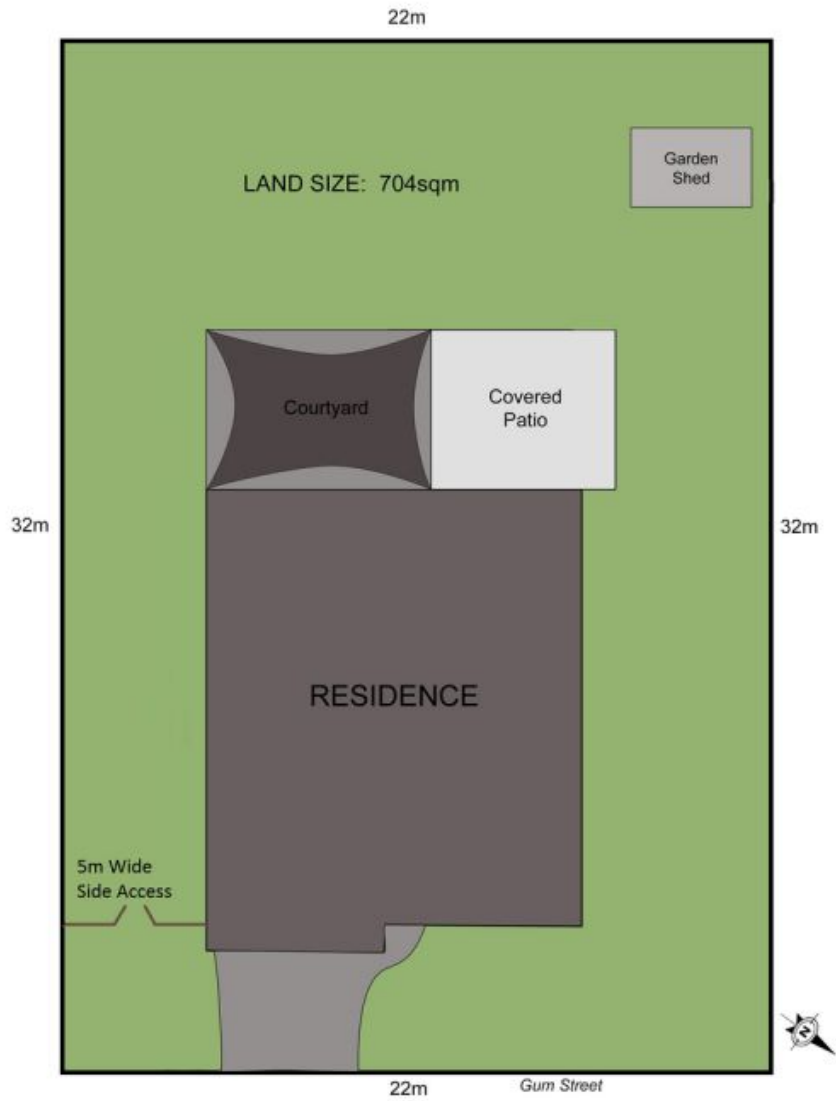 22m
LAND SIZE: 704sqm
Garden
Shed
Courtyard
Covered
Patio
32m
32m
RESIDENCE
5m Wide
Side Access
N
22m
Gum Street